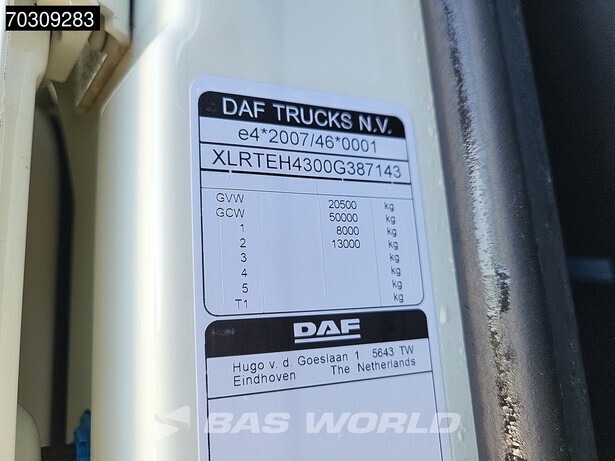 70309283
DAF TRUCKS N.V.
e4*2007/46*0001
XLRTEH4300G387143
GVW 20500 kg
GCW 50000 kg
1 8000 kg
2 13000 kg
3 kg
4 kg
5 kg
T1 kg
DAF
Hugo v. d. Goeslaan 1 5643 TW
Eindhoven The Netherlands
BAS WORLD